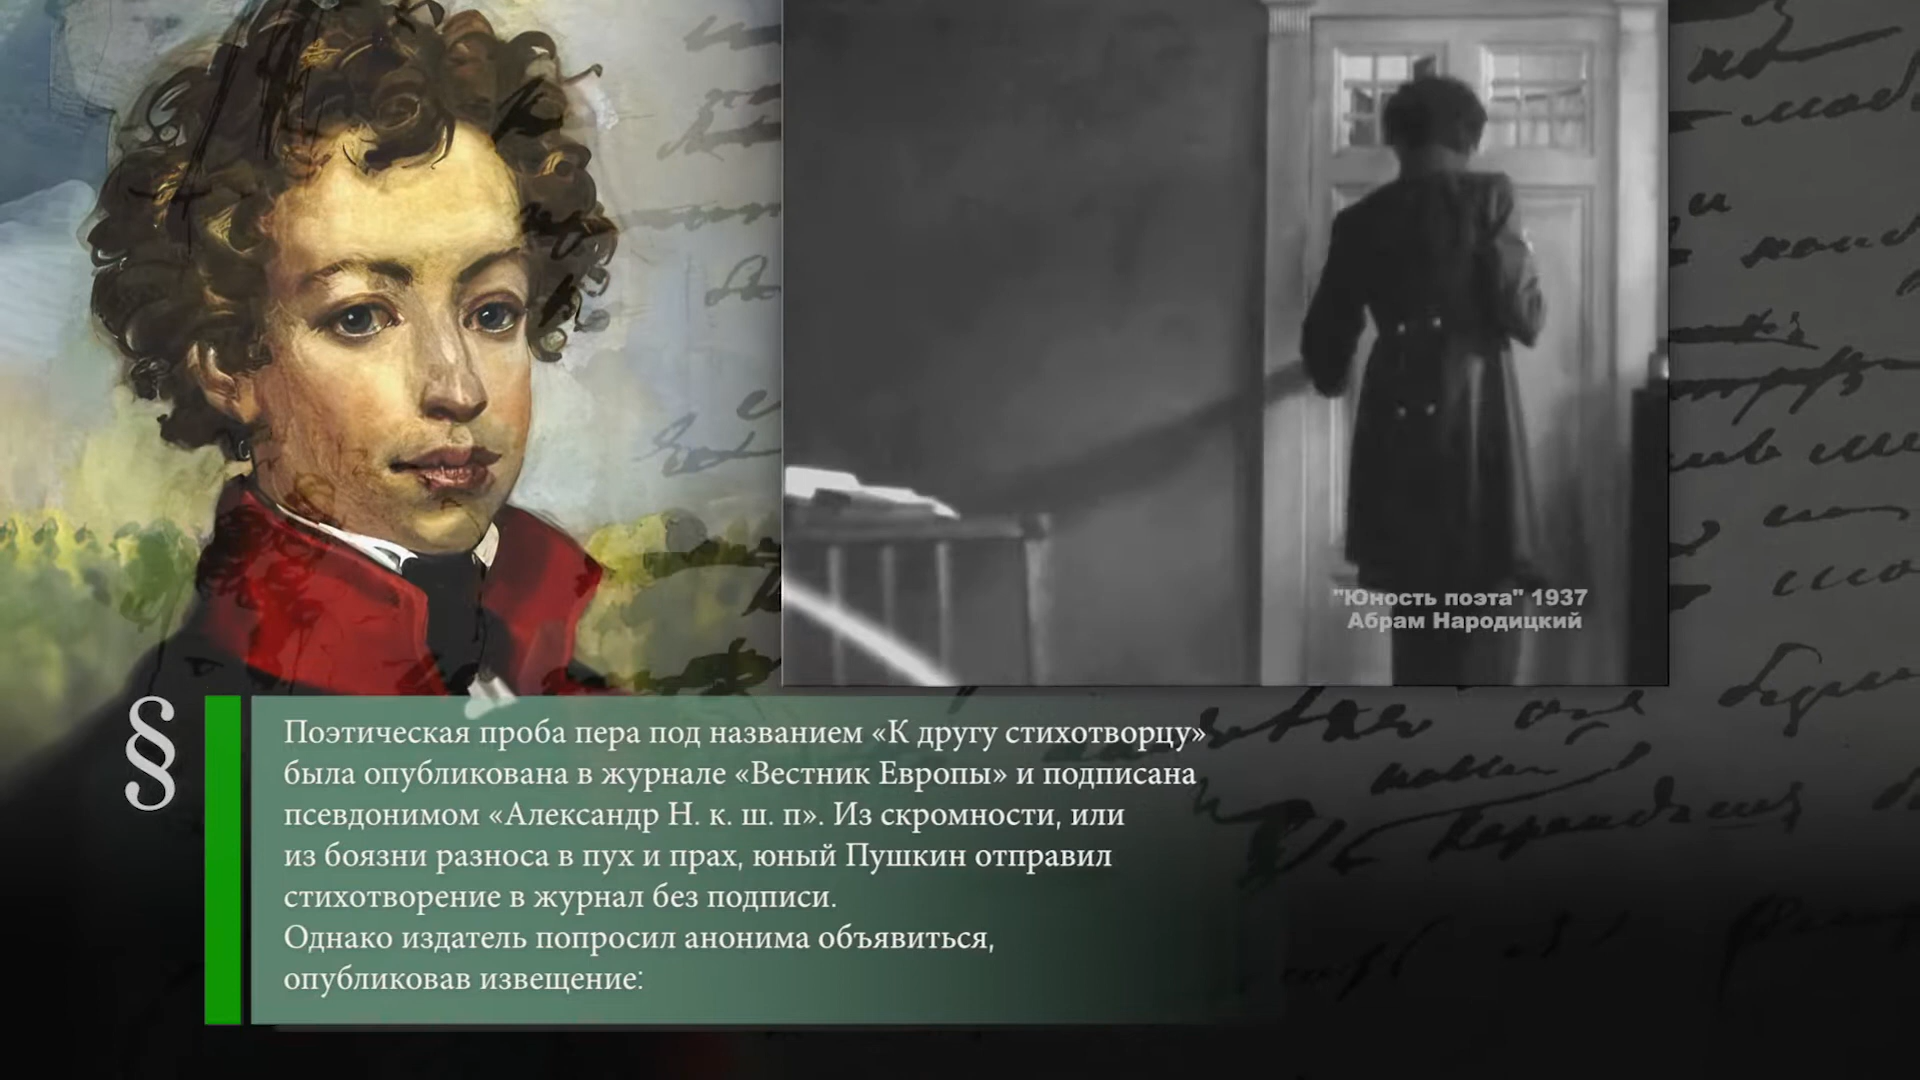 "Юность поэта" 1937
Абрам Народицкий
§
Поэтическая проба пера под названием «К другу стихотворцу»
была опубликована в журнале «Вестник Европы» и подписана
псевдонимом «Александр Н. к. ш. п». Из скромности, или
из боязни разноса в пух и прах, юный Пушкин отправил
стихотворение в журнал без подписи.
Однако издатель попросил анонима объявиться,
опубликовав извещение: